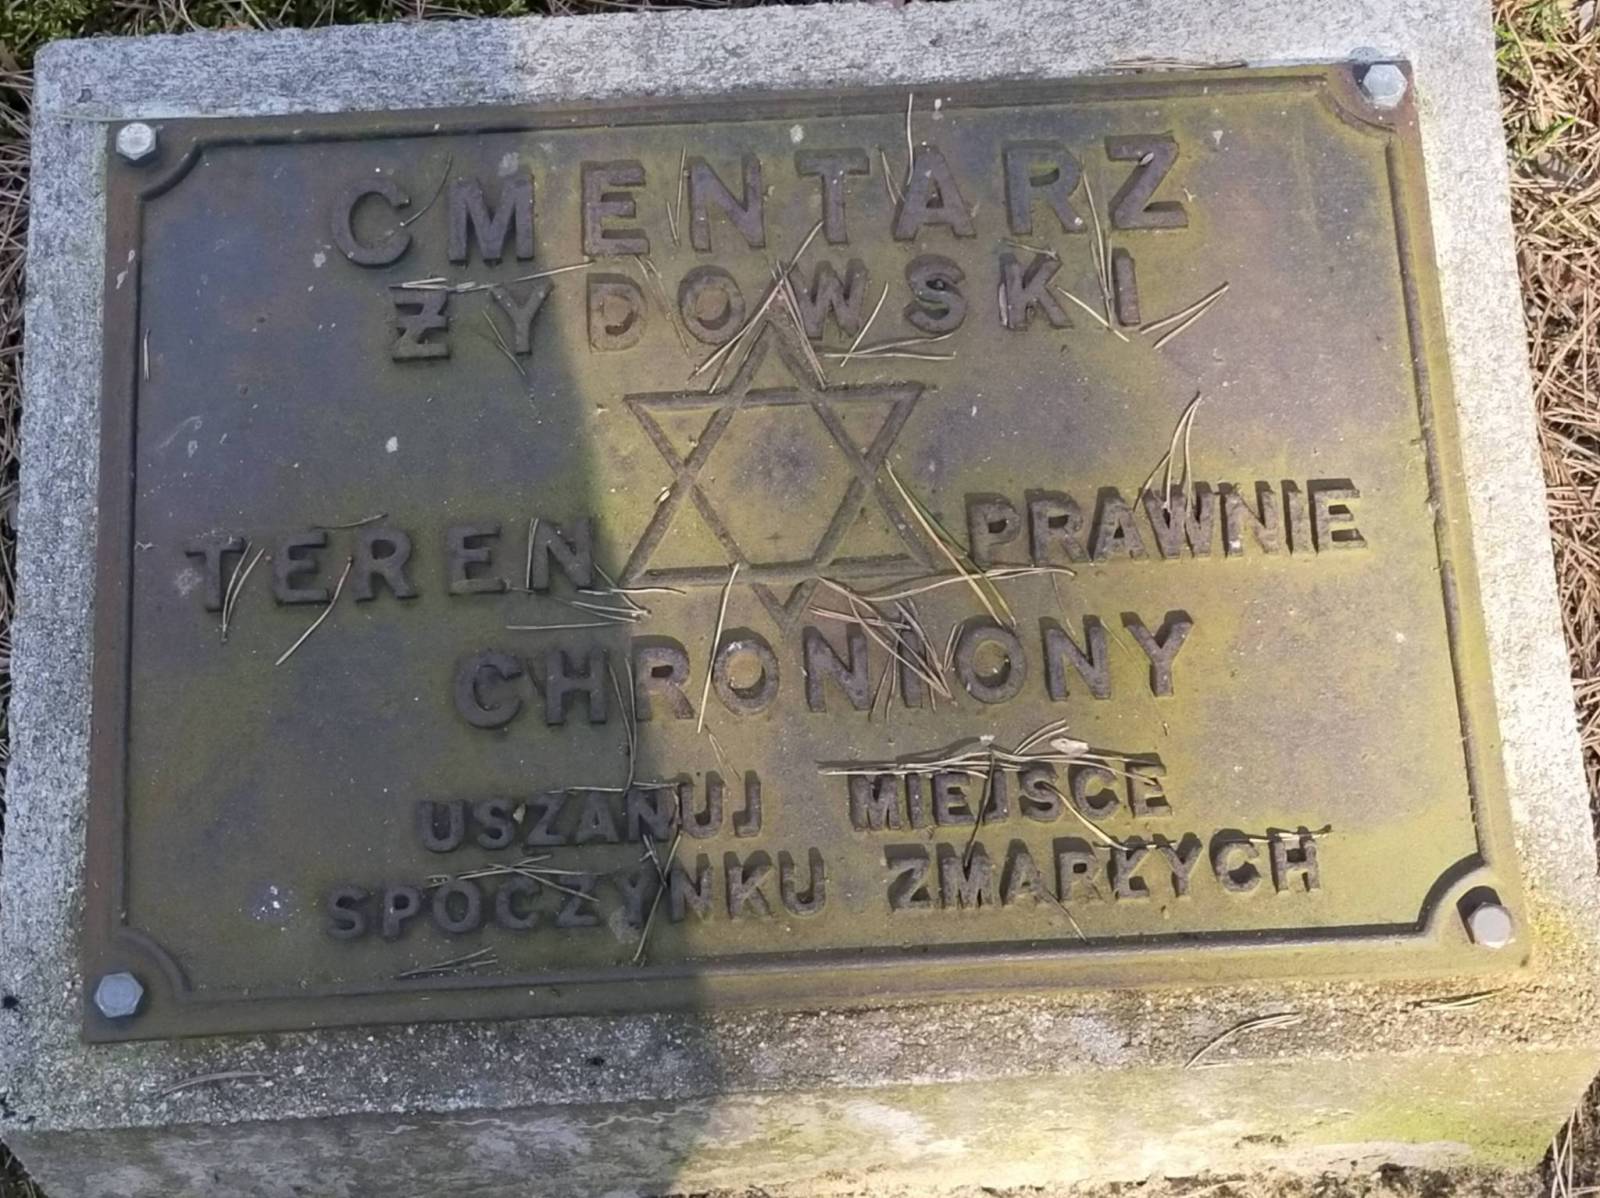 CMENTARZ
ŻYDOWSKI
TEREN PRAWNIE
CHRONIONY
USZANUJ MIEJSCE
SPOCZYNKU ZMARŁYCH